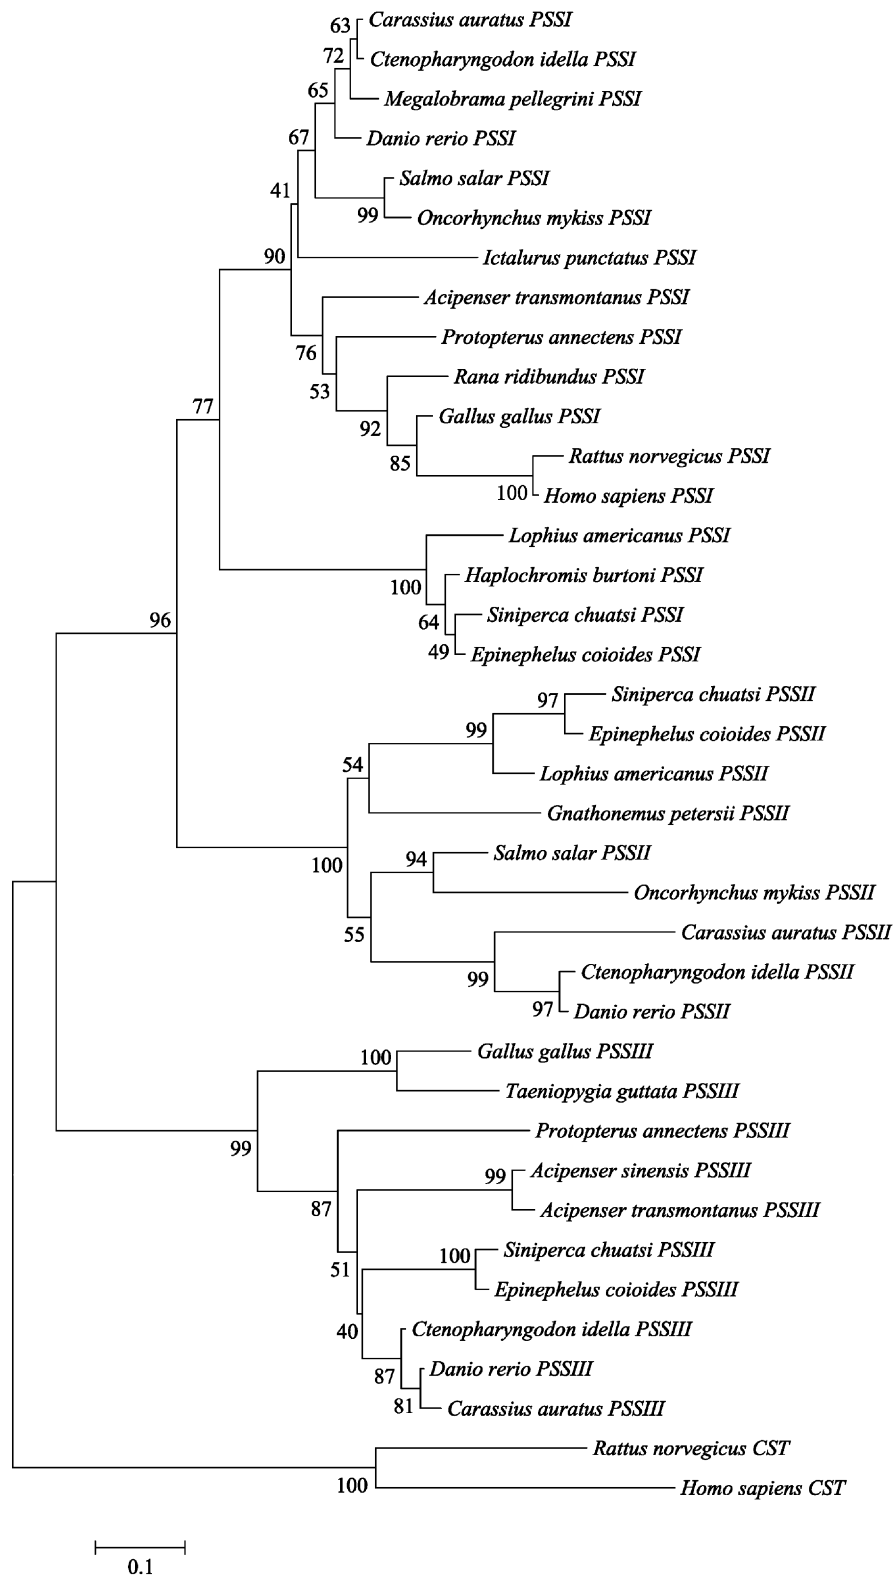 63 Carassius auratus PSSI
Ctenopharyngodon idella PSSI
72
65 Megalobrama pellegrini PSSI
67 Danio rerio PSSI
Salmo salar PSSI
41
99 Oncorhynchus mykiss PSSI
90 Ictalurus punctatus PSSI
Acipenser transmontanus PSSI
Protopterus annectens PSSI
76
Rana ridibundus PSSI
53
77 Gallus gallus PSSI
92
Rattus norvegicus PSSI
85
100 Homo sapiens PSSI
Lophius americanus PSSI
Haplochromis burtoni PSSI
100
Siniperca chuatsi PSSI
96 64
49 Epinephelus coioides PSSI
97 Siniperca chuatsi PSSII
99 Epinephelus coioides PSSII
54 Lophius americanus PSSII
Gnathonemus petersii PSSII
94 Salmo salar PSSII
100
Oncorhynchus mykiss PSSII
55 Carassius auratus PSSII
99 Ctenopharyngodon idella PSSII
97 Danio rerio PSSII
100 Gallus gallus PSSIII
Taeniopygia guttata PSSIII
Protopterus annectens PSSIII
99
99 Acipenser sinensis PSSIII
87 Acipenser transmontanus PSSIII
100 Siniperca chuatsi PSSIII
51
Epinephelus coioides PSSIII
40 Ctenopharyngodon idella PSSIII
87 Danio rerio PSSIII
81 Carassius auratus PSSIII
Rattus norvegicus CST
100 Homo sapiens CST
0.1